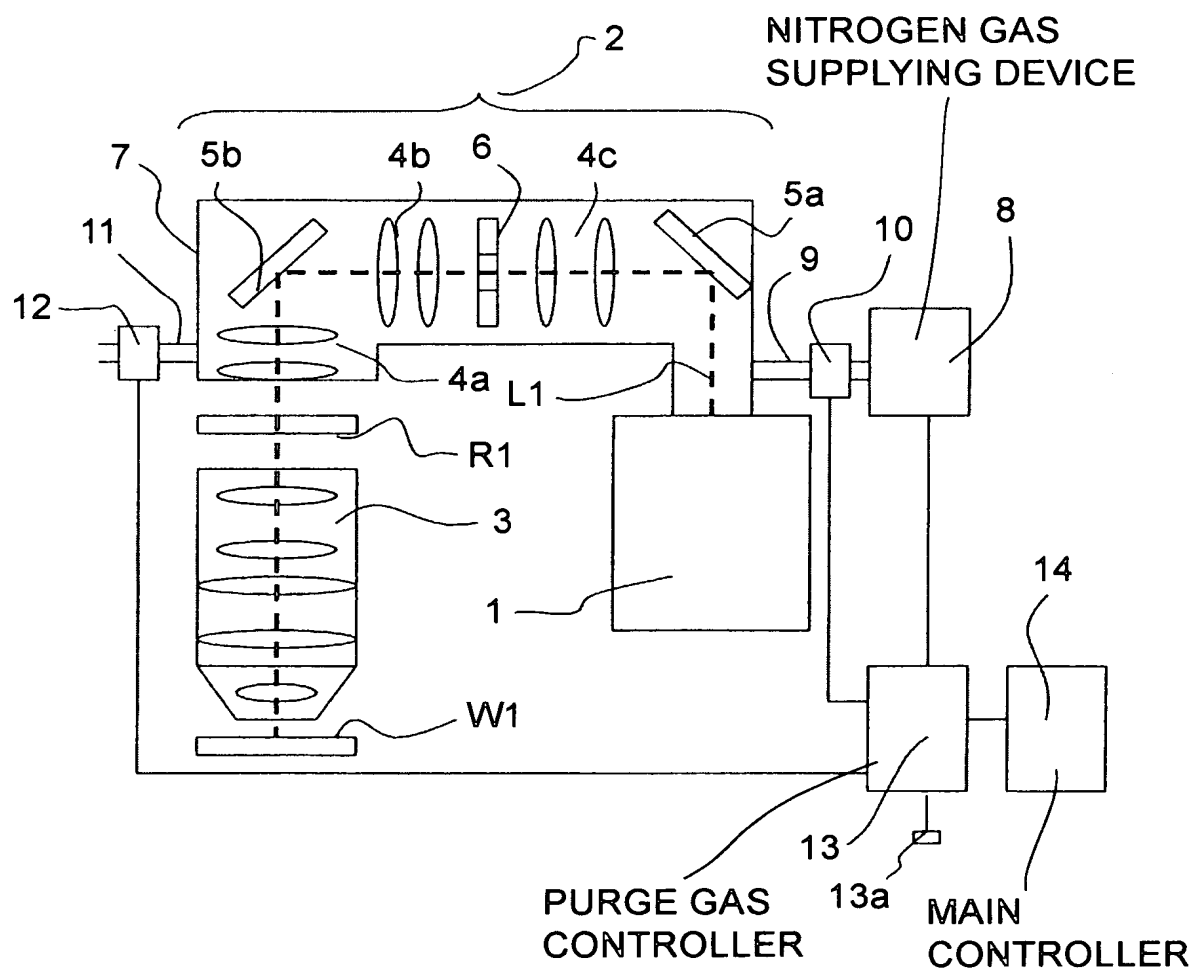 NITROGEN GAS
SUPPLYING DEVICE
2
7
5b
4b
6
4c
5a
10
8
11
9
12
4a
L1
R1
3
1
14
W1
13
13a
PURGE GAS
CONTROLLER
MAIN
CONTROLLER